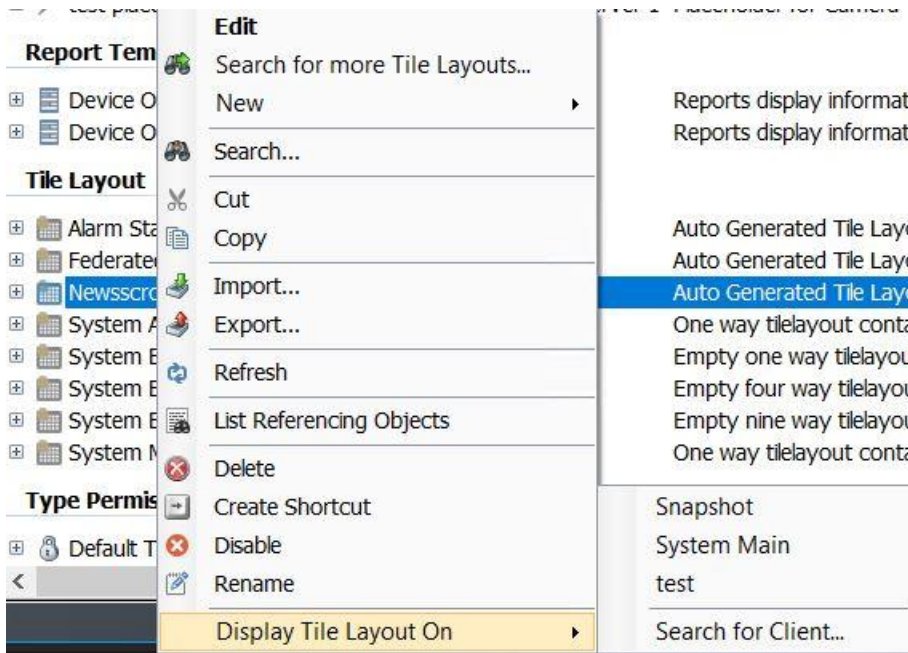 Edit
Report Tem
Search for more Tile Layouts...
Device O
New
Reports display informat
Device O
Reports display informat
Search...
Tile Layout
Cut
Alarm Sta
Copy
Auto Generated Tile Layo
Federate
Auto Generated Tile Layo
Newsscro
Import...
Auto Generated Tile Layo
System A
Export...
One way tilelayout conta
System E
Refresh
Empty one way tilelayou
System E
Empty four way tilelayou
System E
List Referencing Objects
Empty nine way tilelayou
System M
Delete
One way tilelayout conta
Type Permis
Create Shortcut
Snapshot
Default T
Disable
System Main
Rename
test
Display Tile Layout On
Search for Client...